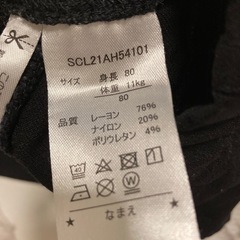 SCL21AH54101
サイズ 身長 80
体重 11kg
80
品質 レーヨン 76%
ナイロン 20%
ポリウレタン 4%
40
なまえ